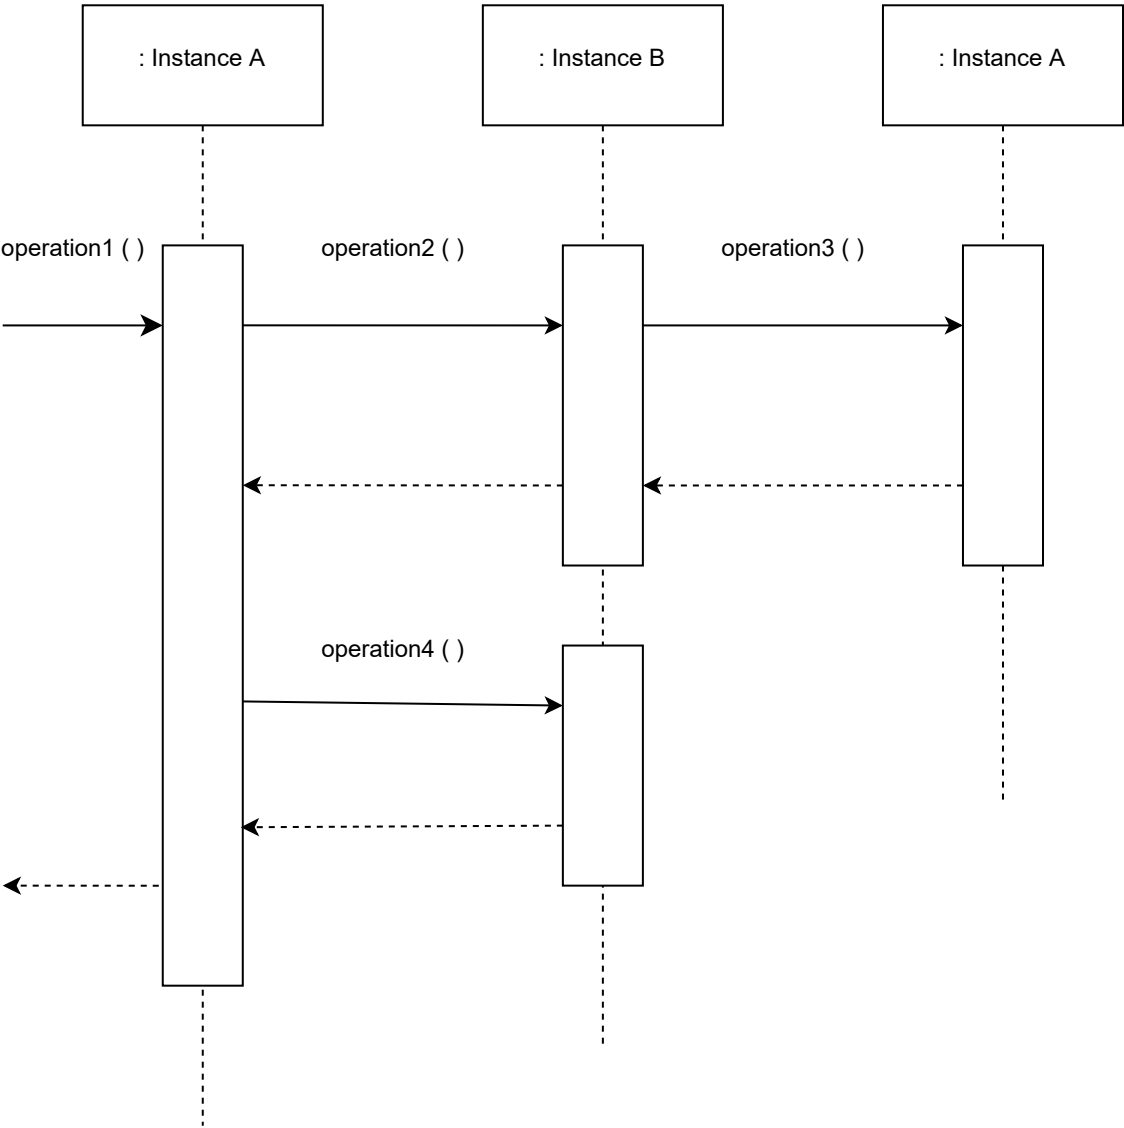 : Instance A
: Instance B
: Instance A
operation1 ( )
operation2 ( )
operation3 ( )
operation4 ( )